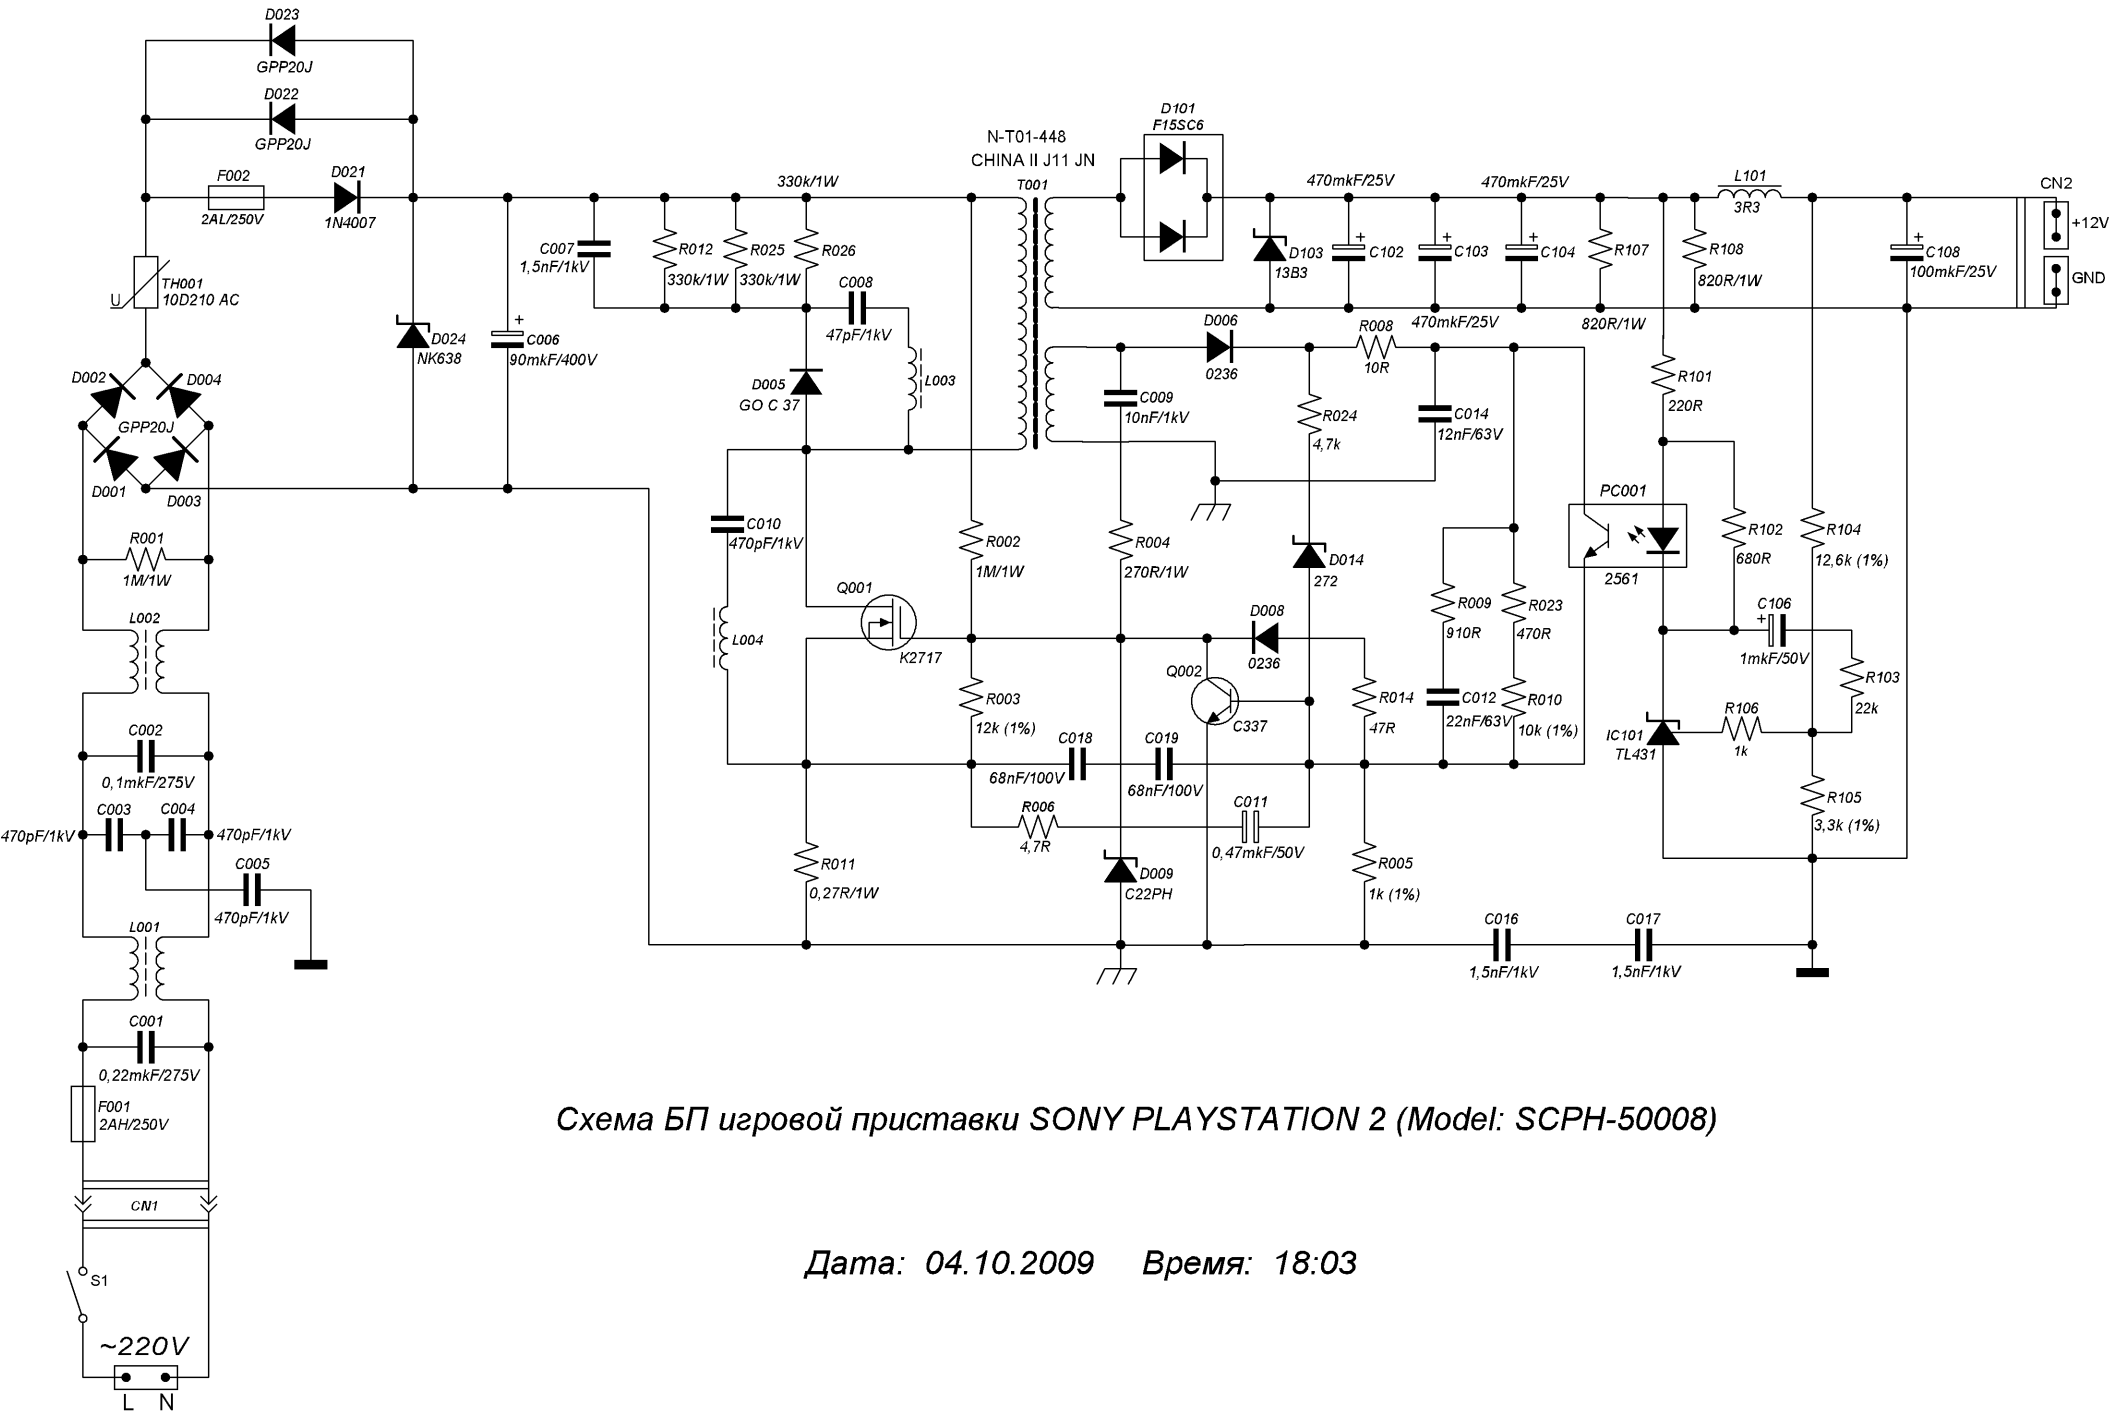 D023
GPP20J
D022
GPP20J
F002
2AL/250V
D021
1N4007
TH001
10D210 AC
U
D024
NK638
C006
90mkF/400V
+
D002
D004
GPP20J
D001
D003
R001
1M/1W
L002
C002
0,1mkF/275V
C003
470pF/1kV
C004
470pF/1kV
C005
470pF/1kV
L001
C001
0,22mkF/275V
F001
2AH/250V
CN1
S1
~220V
L N
330k/1W
C007
1,5nF/1kV
R012
330k/1W
R025
330k/1W
R026
C008
47pF/1kV
D005
GO C 37
L003
C010
470pF/1kV
L004
Q001
K2717
R002
1M/1W
R003
12k (1%)
R011
0,27R/1W
N-T01-448
CHINA II J11 JN
T001
D101
F15SC6
D103
13B3
470mkF/25V
+
C102
+
C103
470mkF/25V
470mkF/25V
+
C104
R107
820R/1W
R108
820R/1W
L101
3R3
+
C108
100mkF/25V
CN2
+12V
GND
D006
0236
R008
10R
C009
10nF/1kV
R024
4,7k
C014
12nF/63V
R004
270R/1W
D014
272
D008
0236
Q002
C337
R014
47R
R009
910R
C012
22nF/63V
R023
470R
R010
10k (1%)
C018
68nF/100V
C019
68nF/100V
R006
4,7R
C011
0,47mkF/50V
D009
C22PH
R005
1k (1%)
PC001
2561
R101
220R
R102
680R
R104
12,6k (1%)
C106
+
1mkF/50V
R103
22k
R106
1k
IC101
TL431
R105
3,3k (1%)
C016
1,5nF/1kV
C017
1,5nF/1kV
Схема БП игровой приставки SONY PLAYSTATION 2 (Model: SCPH-50008)
Дата: 04.10.2009 Время: 18:03